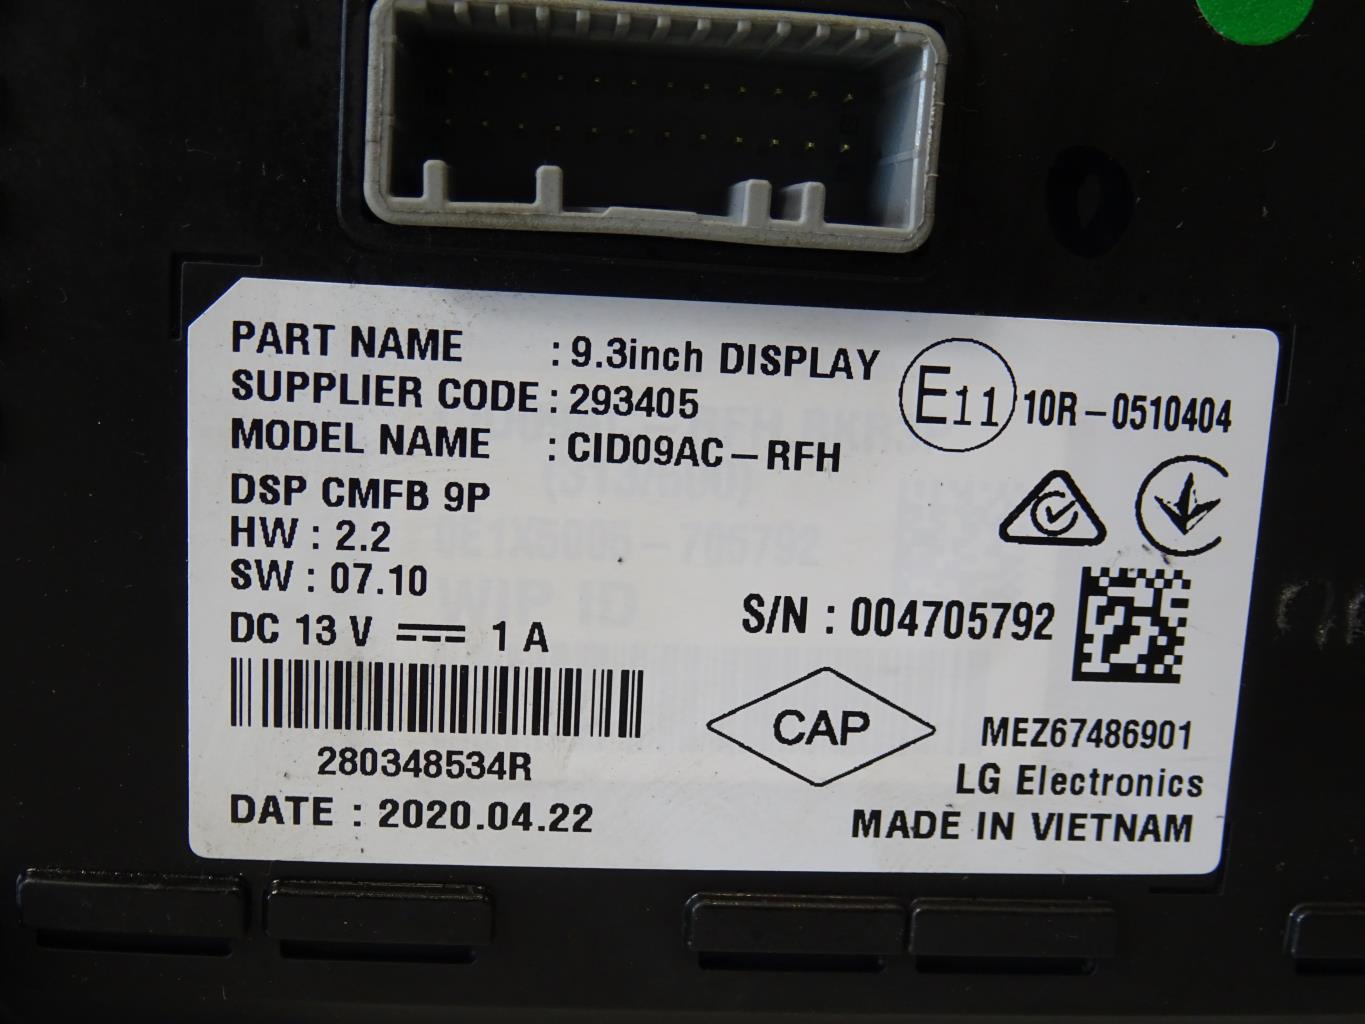 PART NAME : 9.3inch DISPLAY
SUPPLIER CODE : 293405
MODEL NAME : CID09AC-RFH
E11 10R-0510404
DSP CMFB 9P
HW : 2.2
SW : 07.10
DC 13 V 1 A
S/N : 004705792
280348534R
DATE : 2020.04.22
CAP
MEZ67486901
LG Electronics
MADE IN VIETNAM